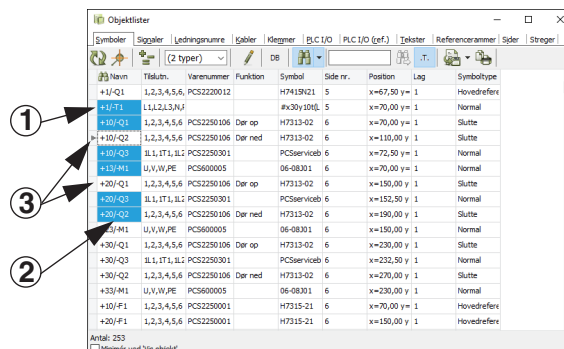 Objektlister
Symboler Signaler Ledningsnumre Kabler Klemmer PLC I/O PLC I/O (ref.) Tekster Referencerammer Sider Streger
(2 typer) DB .T.
Navn Tilslutn. Varenummer Funktion Symbol Side nr. Position Lag Symboltype
+1/-Q1 1,2,3,4,5,6, PCS2220012 H7415N21 5 x=67,50 y= 1 Hovedrefere
+1/-T1 L1,L2,L3,N,F #x30y10t(L 5 x=70,00 y= 1 Normal
+10/-Q1 1,2,3,4,5,6 PCS2250106 Dør op H7313-02 6 x=70,00 y= 1 Slutte
+10/-Q2 1,2,3,4,5,6 PCS2250106 Dør ned H7313-02 6 x=110,00 y 1 Slutte
+10/-Q3 1L1,1T1,1L2 PCS2250301 PCSserviceb 6 x=72,50 y= 1 Normal
+13/-M1 U,V,W,PE PCS600005 06-08J01 6 x=70,00 y= 1 Normal
+20/-Q1 1,2,3,4,5,6 PCS2250106 Dør op H7313-02 6 x=150,00 y 1 Slutte
+20/-Q3 1L1,1T1,1L2 PCS2250301 PCSserviceb 6 x=152,50 y 1 Normal
+20/-Q2 1,2,3,4,5,6 PCS2250106 Dør ned H7313-02 6 x=190,00 y 1 Slutte
+23/-M1 U,V,W,PE PCS600005 06-08J01 6 x=150,00 y 1 Normal
+30/-Q1 1,2,3,4,5,6 PCS2250106 Dør op H7313-02 6 x=230,00 y 1 Slutte
+30/-Q3 1L1,1T1,1L2 PCS2250301 PCSserviceb 6 x=232,50 y 1 Normal
+30/-Q2 1,2,3,4,5,6 PCS2250106 Dør ned H7313-02 6 x=270,00 y 1 Slutte
+33/-M1 U,V,W,PE PCS600005 06-08J01 6 x=230,00 y 1 Normal
+10/-F1 1,2,3,4,5,6 PCS2250001 H7315-21 6 x=70,00 y= 1 Hovedrefere
+20/-F1 1,2,3,4,5,6 PCS2250001 H7315-21 6 x=150,00 y 1 Hovedrefere
Antal: 253
Minimér ved 'Vis objekt'
1
3
2